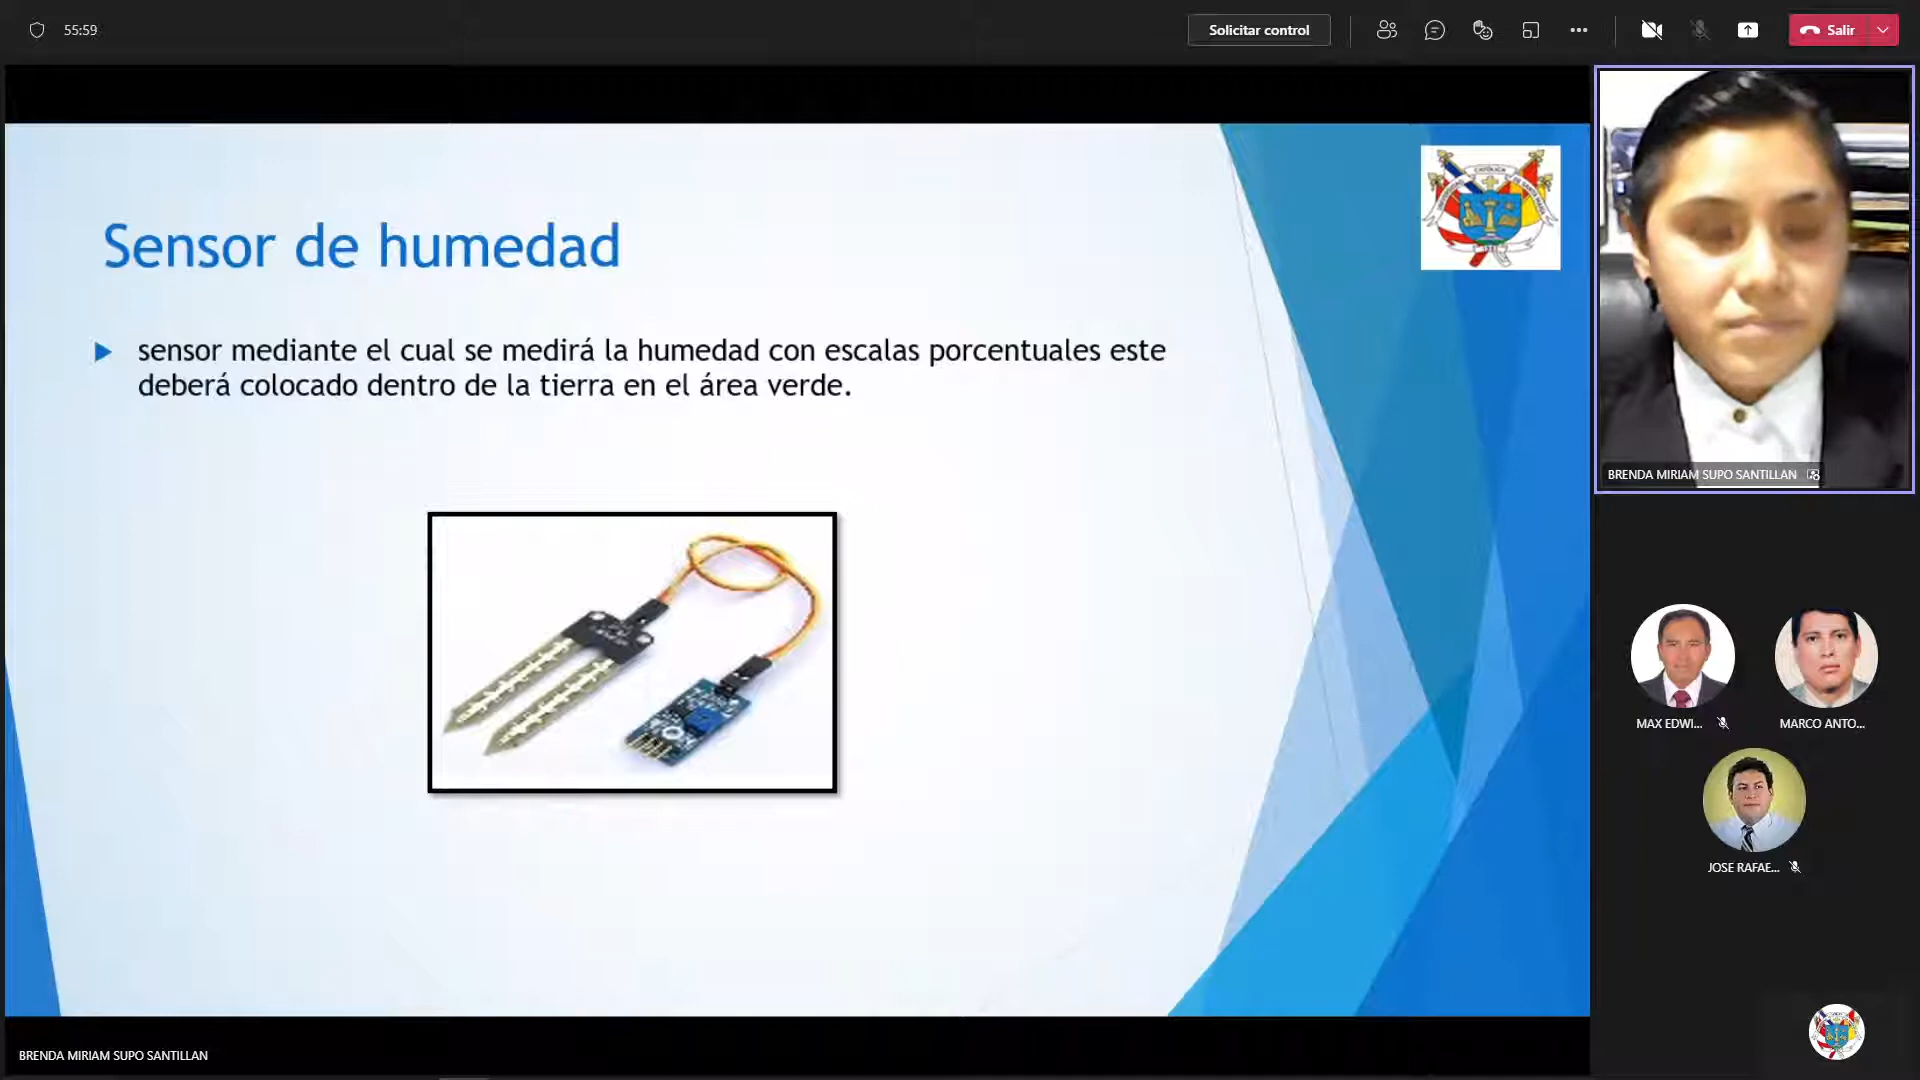 55:59
Solicitar control
Salir
Sensor de humedad
sensor mediante el cual se medirá la humedad con escalas porcentuales este
deberá colocado dentro de la tierra en el área verde.
BRENDA MIRIAM SUPO SANTILLAN
MAX EDWI...
MARCO ANTO...
JOSE RAFAE...
BRENDA MIRIAM SUPO SANTILLAN